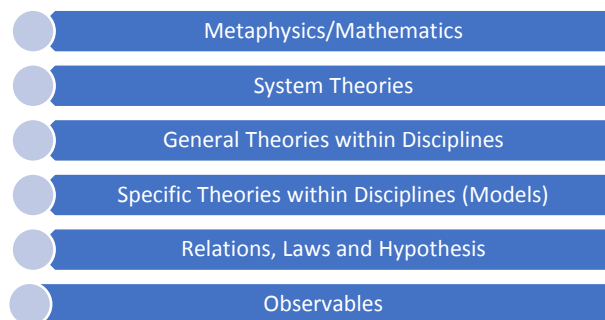 Metaphysics/Mathematics
System Theories
General Theories within Disciplines
Specific Theories within Disciplines (Models)
Relations, Laws and Hypothesis
Observables